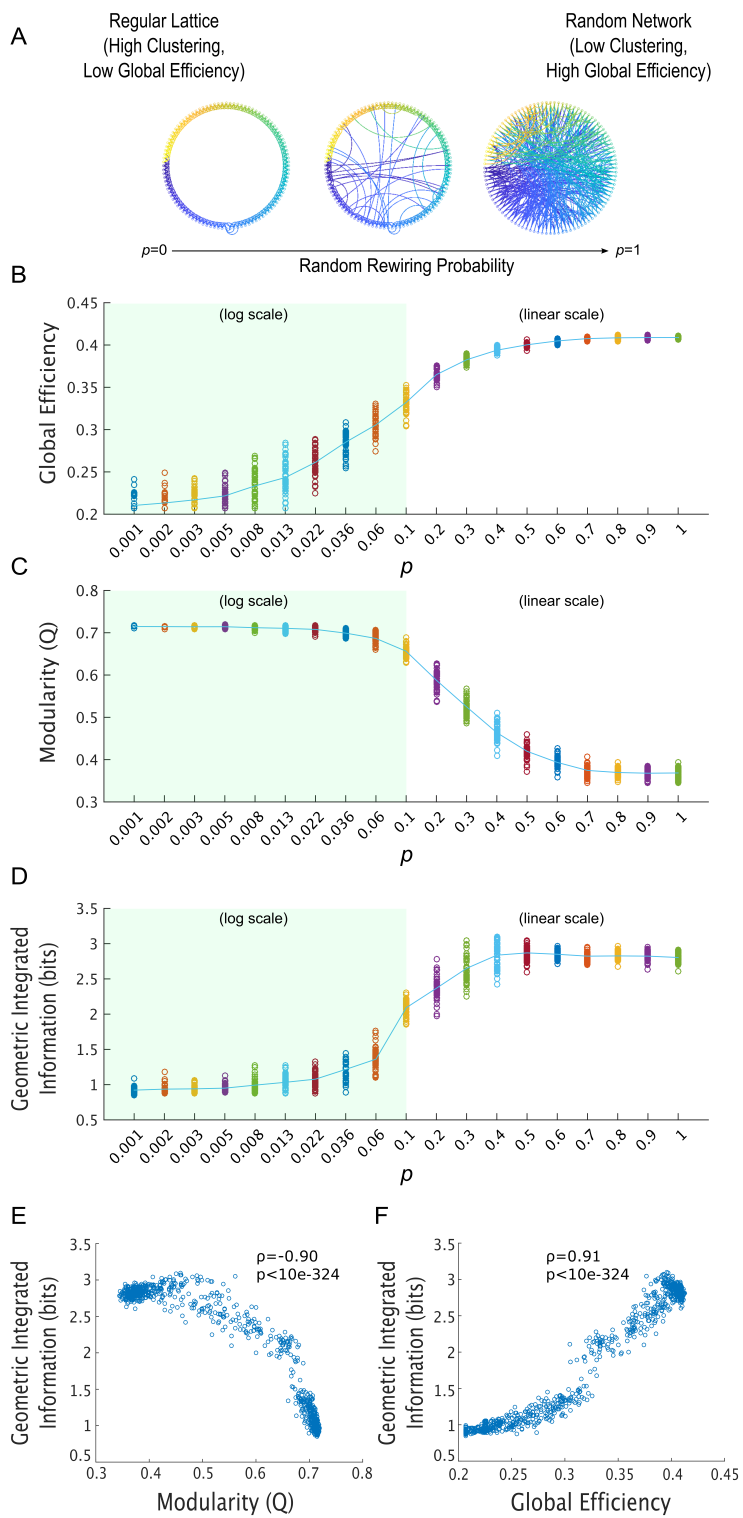 A
Regular Lattice
(High Clustering,
Low Global Efficiency)
Random Network
(Low Clustering,
High Global Efficiency)
p=0
p=1
Random Rewiring Probability
B
Global Efficiency
(log scale)
(linear scale)
0.45
0.4
0.35
0.3
0.25
0.2
0.001 0.002 0.003 0.005 0.008 0.013 0.022 0.036 0.06 0.1 0.2 0.3 0.4 0.5 0.6 0.7 0.8 0.9 1
p
C
Modularity (Q)
(log scale)
(linear scale)
0.8
0.7
0.6
0.5
0.4
0.3
0.001 0.002 0.003 0.005 0.008 0.013 0.022 0.036 0.06 0.1 0.2 0.3 0.4 0.5 0.6 0.7 0.8 0.9 1
p
D
Geometric Integrated
Information (bits)
(log scale)
(linear scale)
3.5
3
2.5
2
1.5
1
0.5
0.001 0.002 0.003 0.005 0.008 0.013 0.022 0.036 0.06 0.1 0.2 0.3 0.4 0.5 0.6 0.7 0.8 0.9 1
p
E
Geometric Integrated
Information (bits)
ρ=-0.90
p<10e-324
3.5
3
2.5
2
1.5
1
0.5
0.3 0.4 0.5 0.6 0.7 0.8
Modularity (Q)
F
Geometric Integrated
Information (bits)
ρ=0.91
p<10e-324
3.5
3
2.5
2
1.5
1
0.5
0.2 0.25 0.3 0.35 0.4 0.45
Global Efficiency